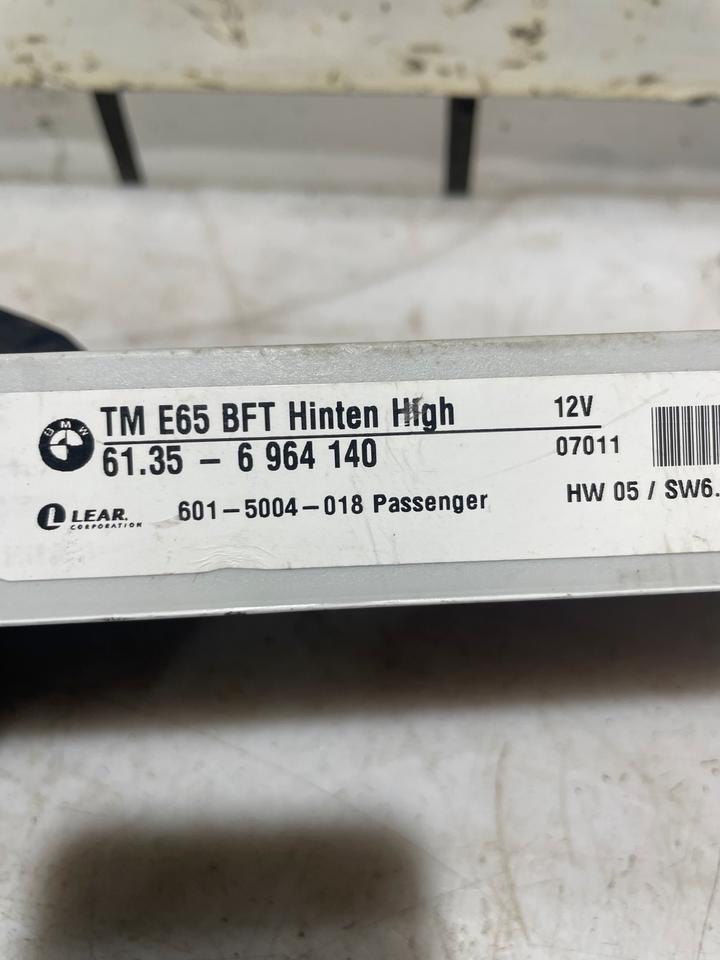 BMW
TM E65 BFT Hinten High 12V
61.35 - 6 964 140 07011
LEAR.
CORPORATION
601-5004-018 Passenger
HW 05 / SW6.